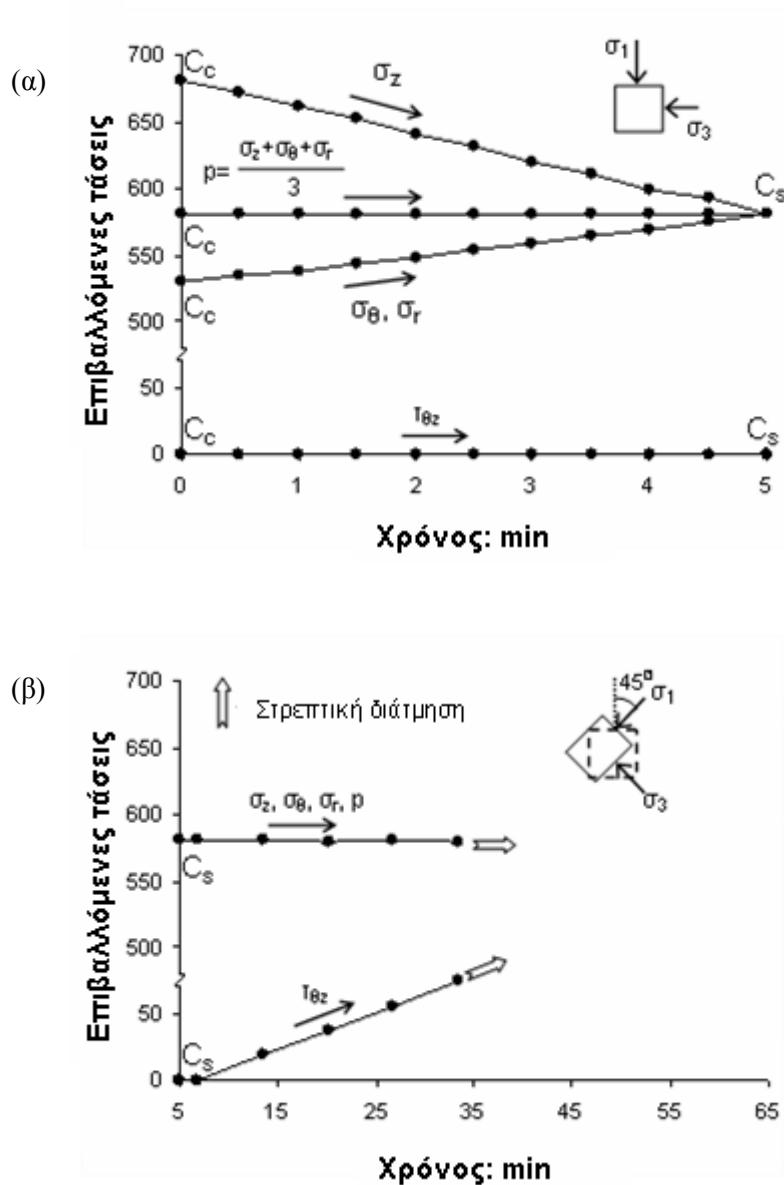 (α)
Επιβαλλόμενες τάσεις
700
650
600
550
500
50
0
C_c
σ_z
σ_1
σ_3
p= σ_z+σ_θ+σ_r
3
C_s
C_c
C_c
σ_θ, σ_r
C_c
τ_θz
C_s
0 1 2 3 4 5
Χρόνος: min
(β)
Επιβαλλόμενες τάσεις
700
650
600
550
500
50
0
Στρεπτική διάτμηση
45°
σ_1
σ_3
σ_z, σ_θ, σ_r, p
C_s
τ_θz
C_s
5 15 25 35 45 55 65
Χρόνος: min